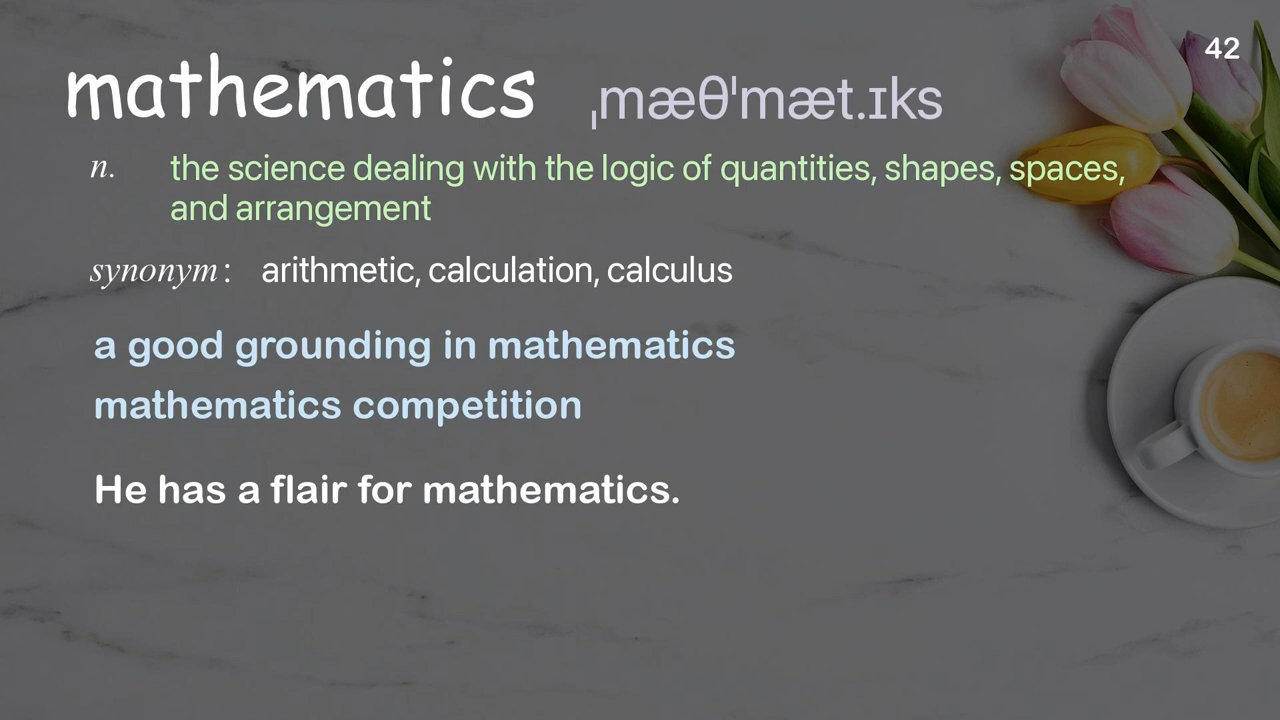 42
mathematics ˌmæθˈmæt.ɪks
n. the science dealing with the logic of quantities, shapes, spaces,
and arrangement
synonym: arithmetic, calculation, calculus
a good grounding in mathematics
mathematics competition
He has a flair for mathematics.